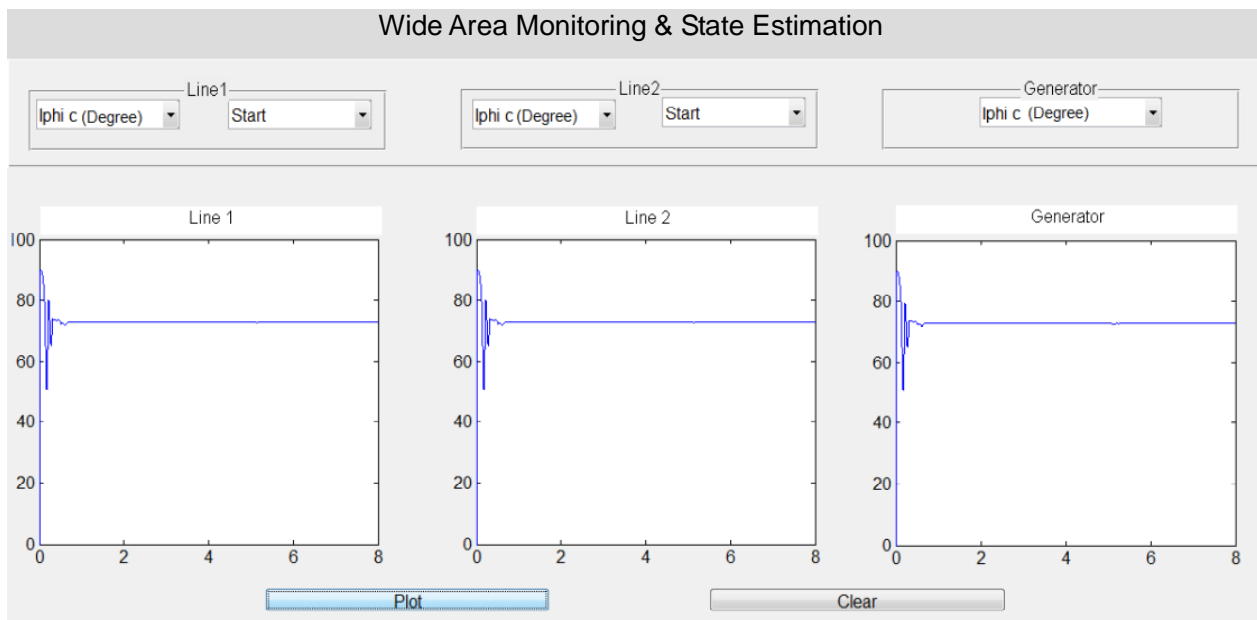 Wide Area Monitoring & State Estimation
Line1
Line2
Generator
Iphi c (Degree) Start
Iphi c (Degree) Start
Iphi c (Degree)
Line 1
Line 2
Generator
100
80
60
40
20
0
0 2 4 6 8
100
80
60
40
20
0
0 2 4 6 8
100
80
60
40
20
0
0 2 4 6 8
Plot
Clear